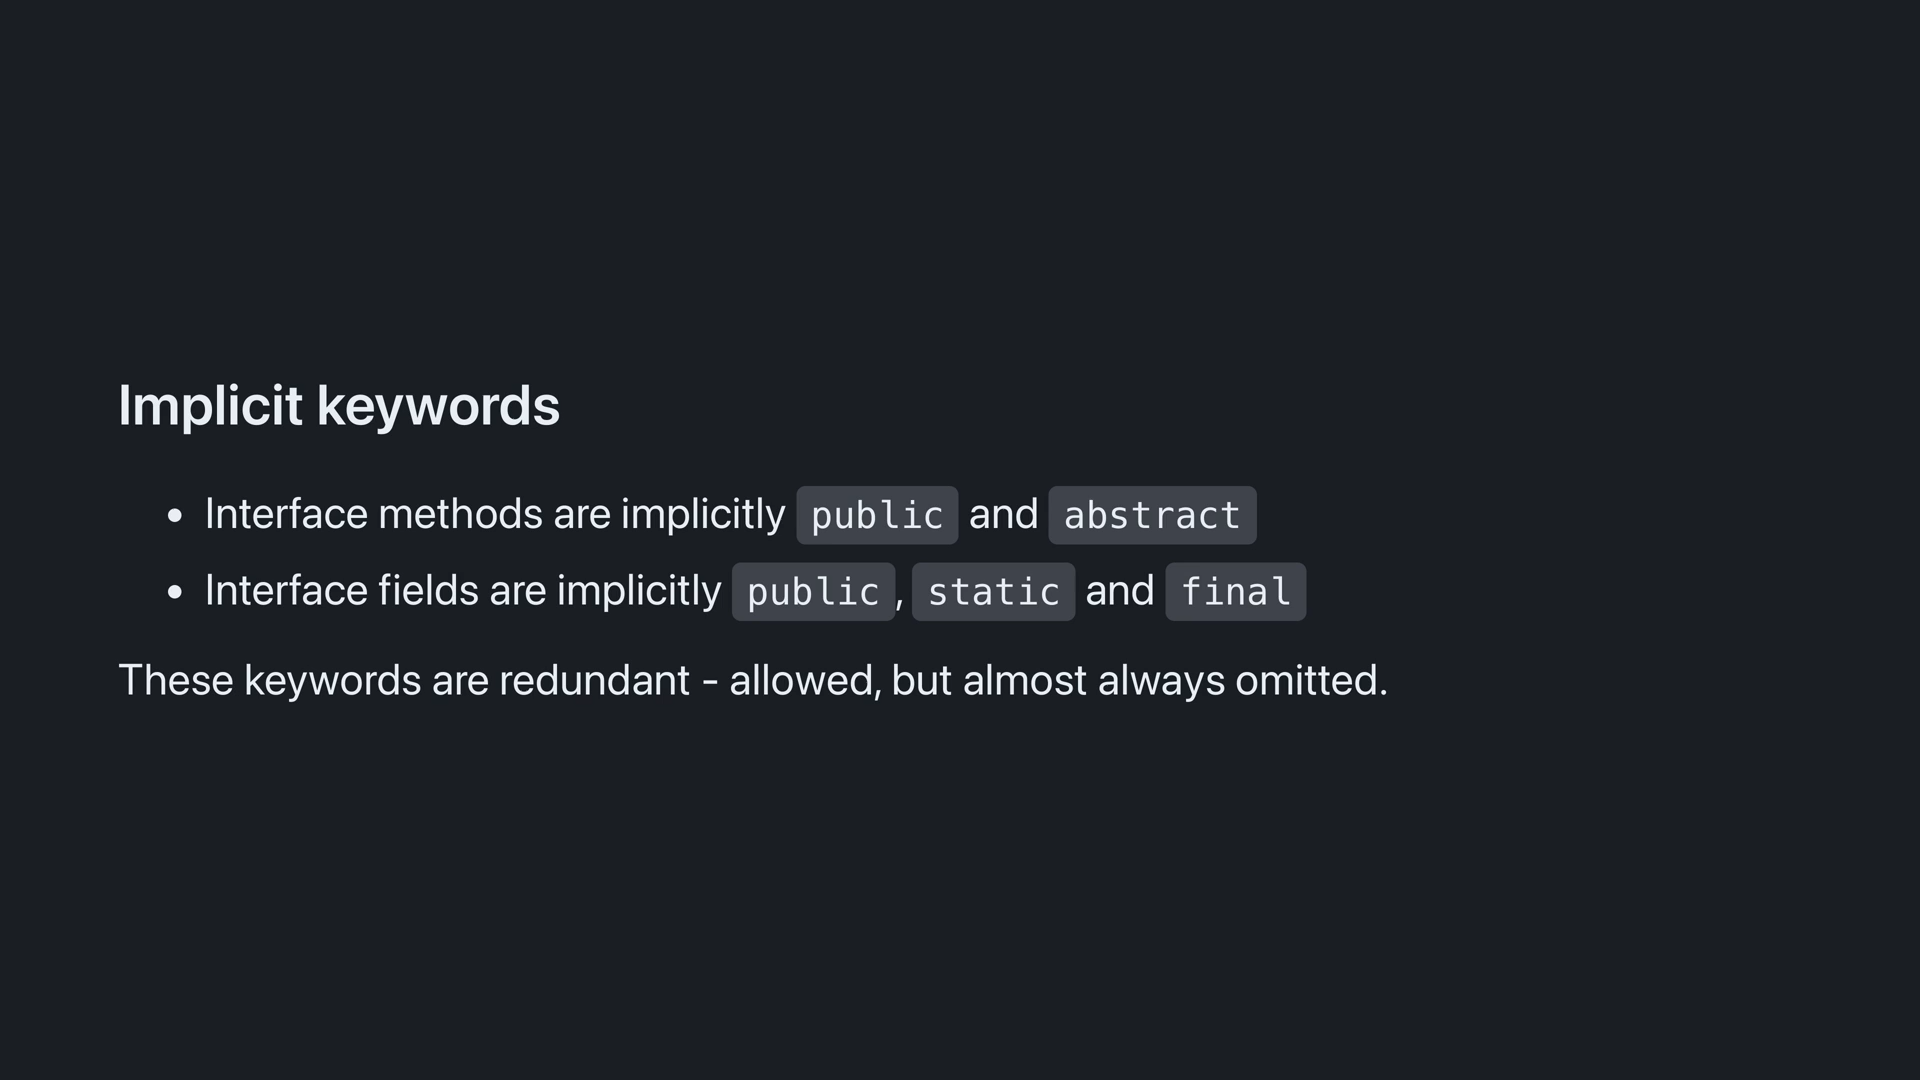 Implicit keywords
• Interface methods are implicitly public and abstract
• Interface fields are implicitly public, static and final
These keywords are redundant - allowed, but almost always omitted.